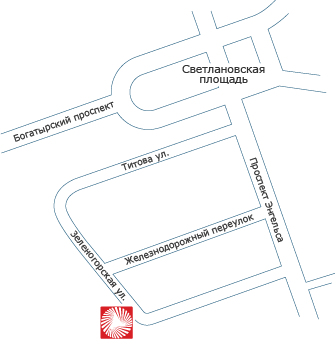 Светлановская
площадь
Богатырский проспект
Титова ул.
Проспект Энгельса
Железнодорожный переулок
Зеленогорская ул.